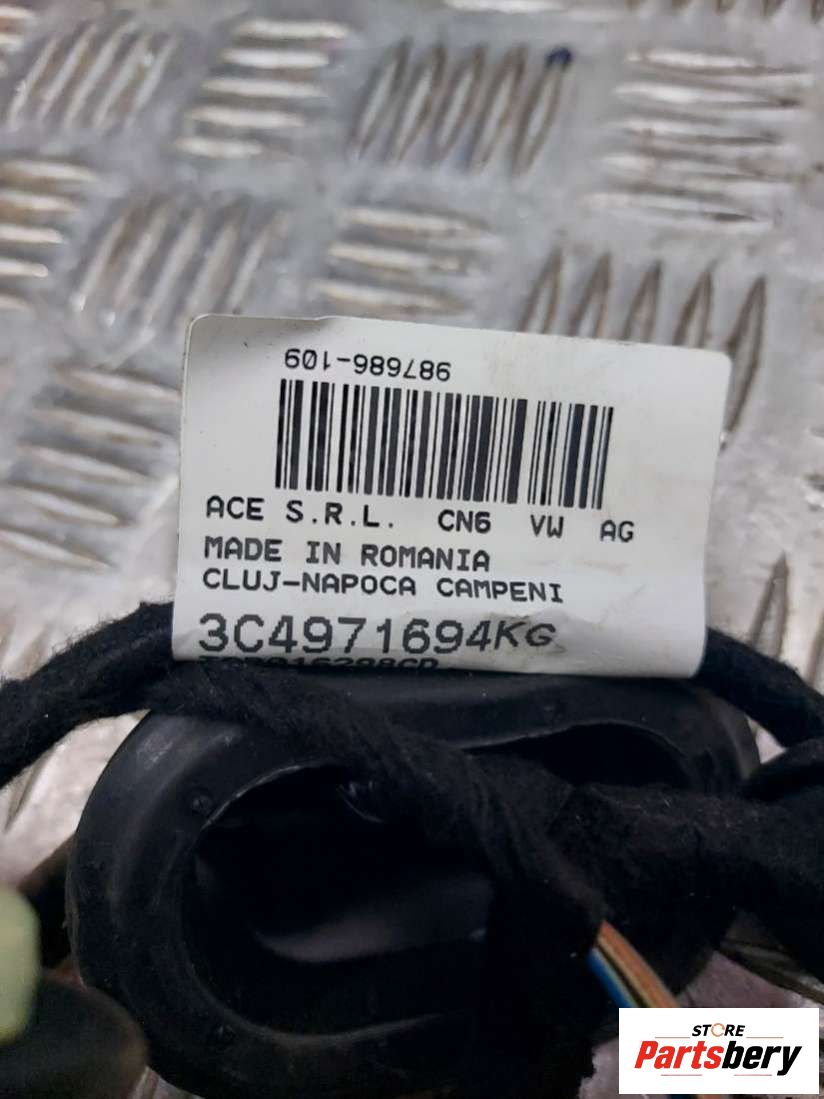 987686-109
ACE S.R.L. CN6 VW AG
MADE IN ROMANIA
CLUJ-NAPOCA CAMPENI
3C4971694KG
STORE
Partsbery